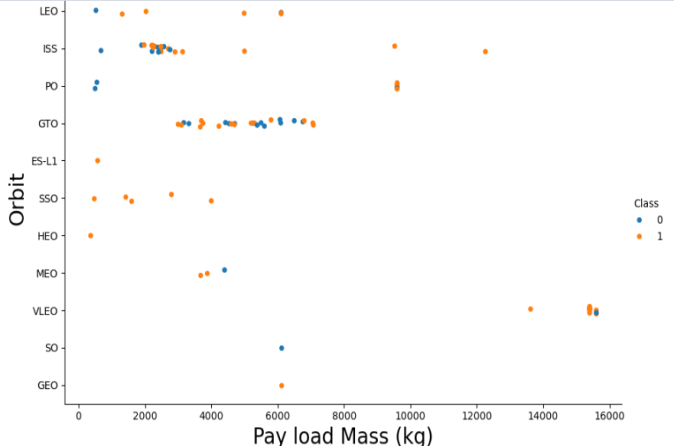 LEO
ISS
PO
GTO
ES-L1
SSO
HEO
MEO
VLEO
SO
GEO
Orbit
0 2000 4000 6000 8000 10000 12000 14000 16000
Pay load Mass (kg)
Class
0
1